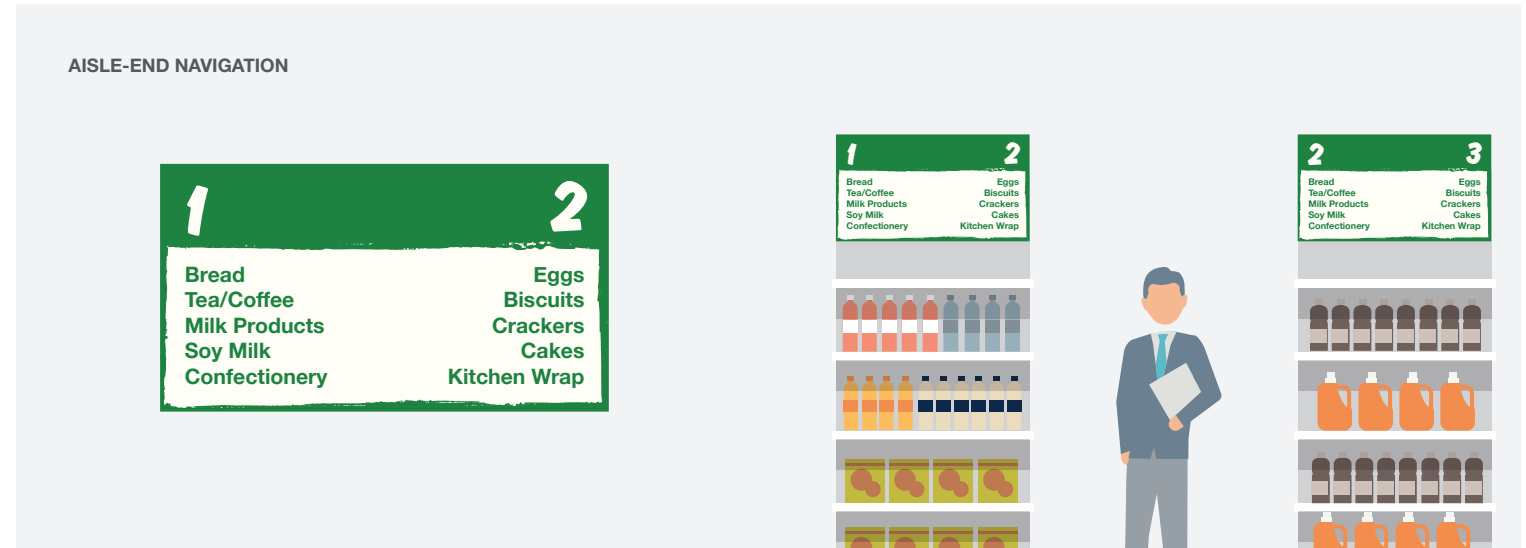 AISLE-END NAVIGATION
1 2
Bread Eggs
Tea/Coffee Biscuits
Milk Products Crackers
Soy Milk Cakes
Confectionery Kitchen Wrap
1 2
Bread Eggs
Tea/Coffee Biscuits
Milk Products Crackers
Soy Milk Cakes
Confectionery Kitchen Wrap
2 3
Bread Eggs
Tea/Coffee Biscuits
Milk Products Crackers
Soy Milk Cakes
Confectionery Kitchen Wrap